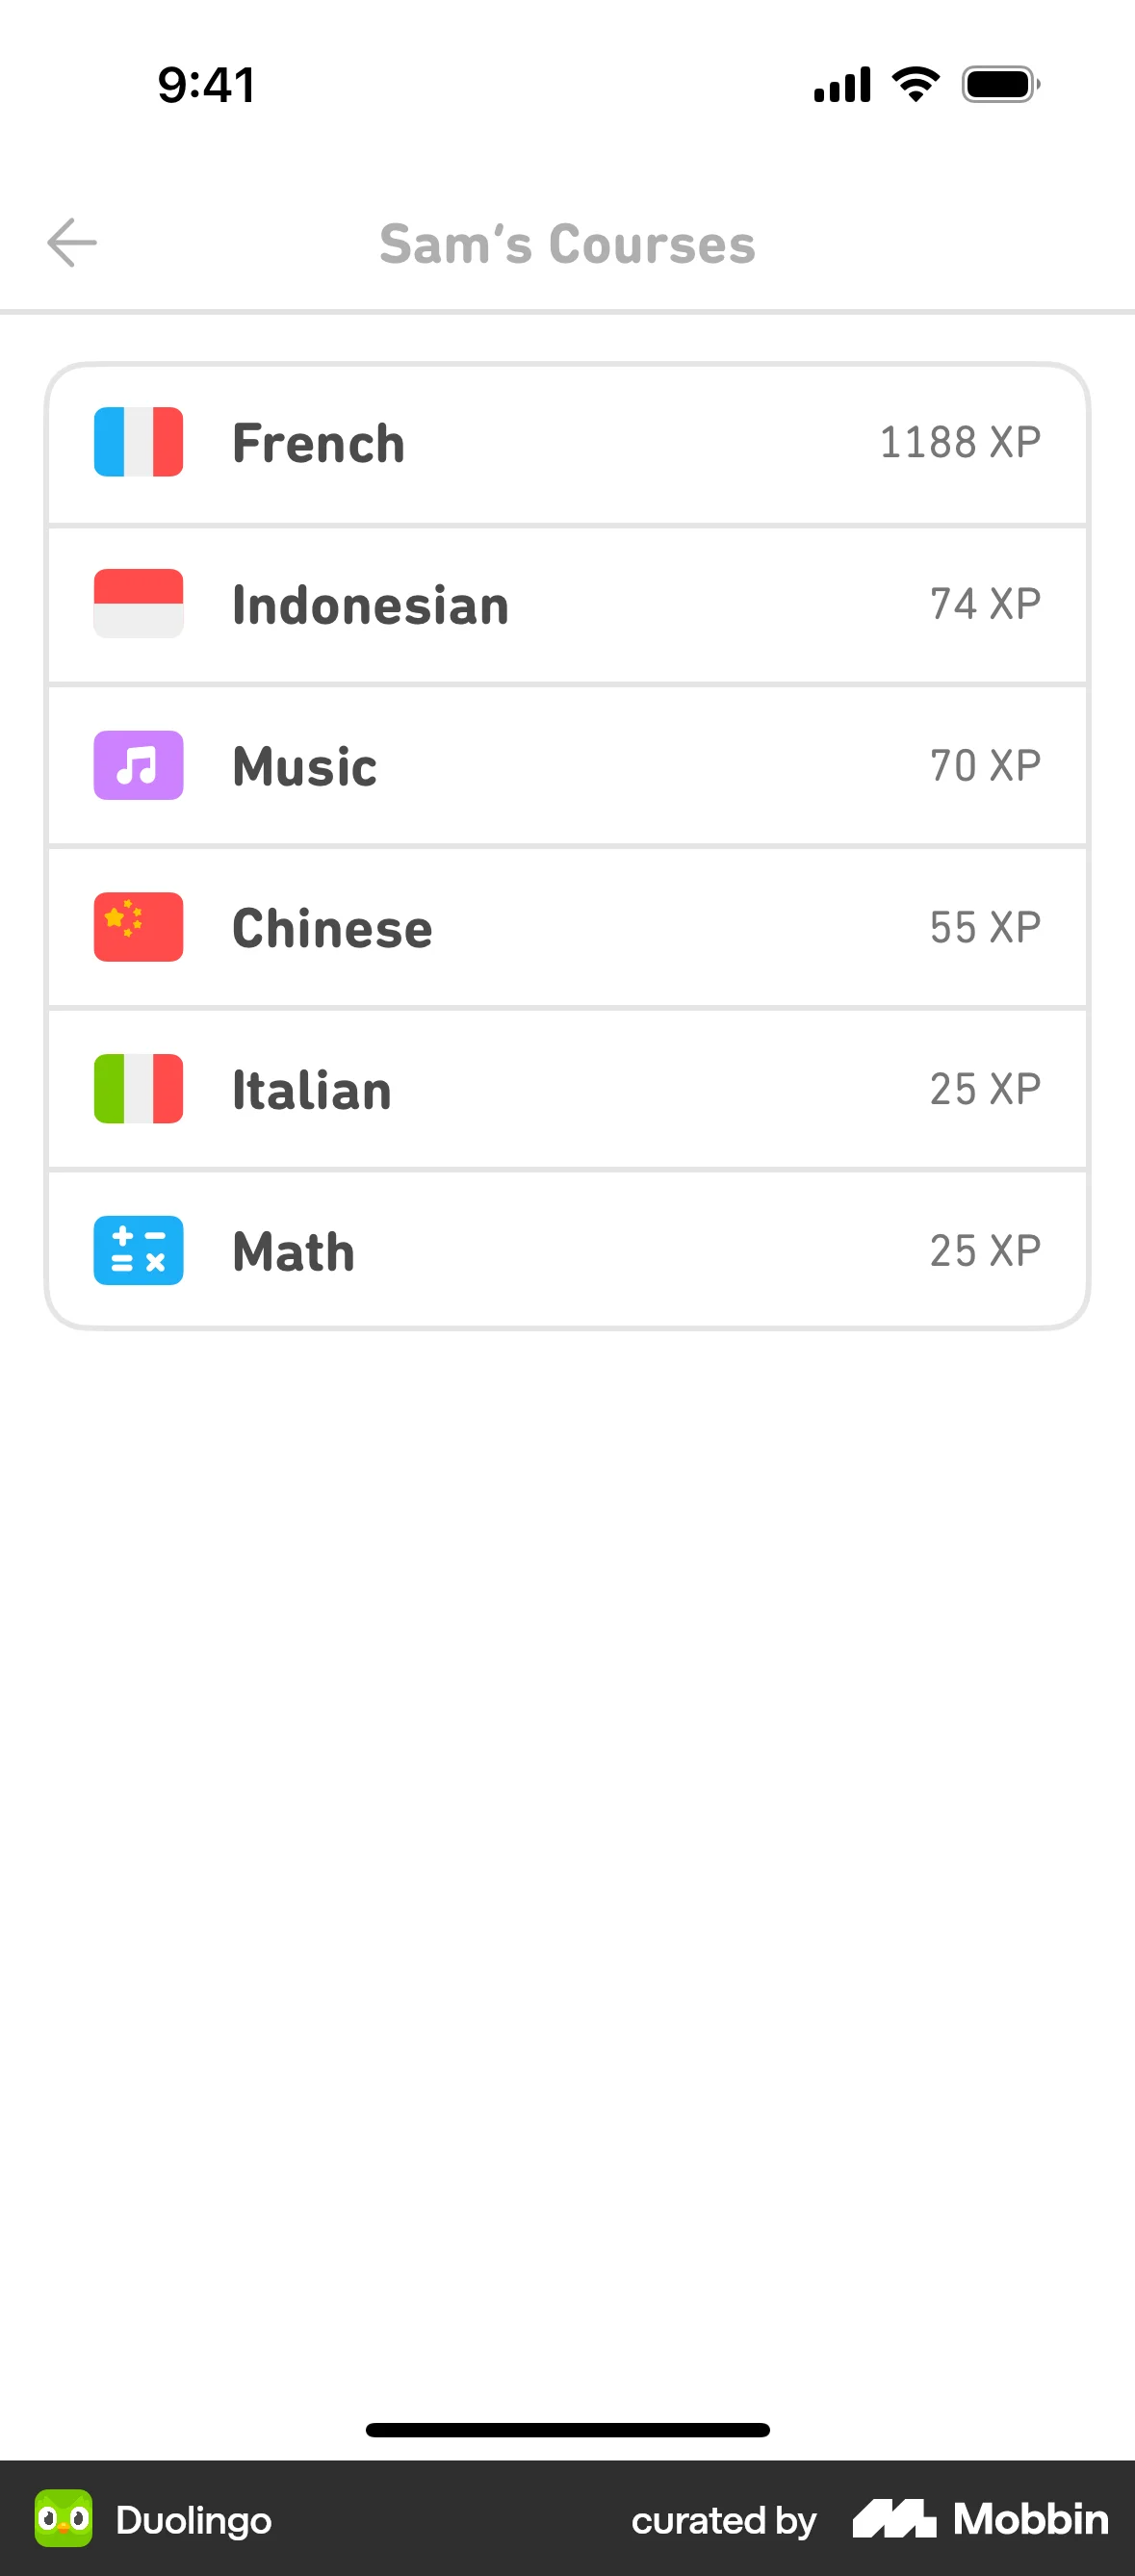 9:41
Sam's Courses
French 1188 XP
Indonesian 74 XP
Music 70 XP
Chinese 55 XP
Italian 25 XP
Math 25 XP
Duolingo curated by Mobbin